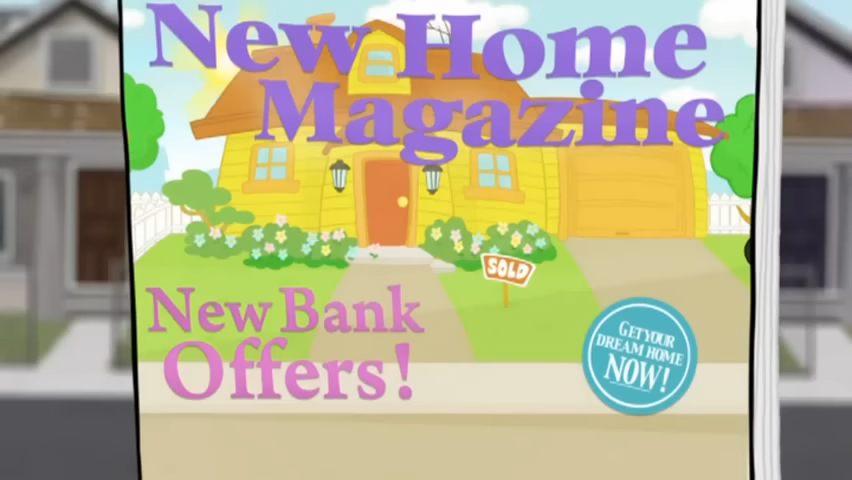 New Home
Magazine
SOLD
New Bank
Offers!
GET YOUR
DREAM HOME
NOW!